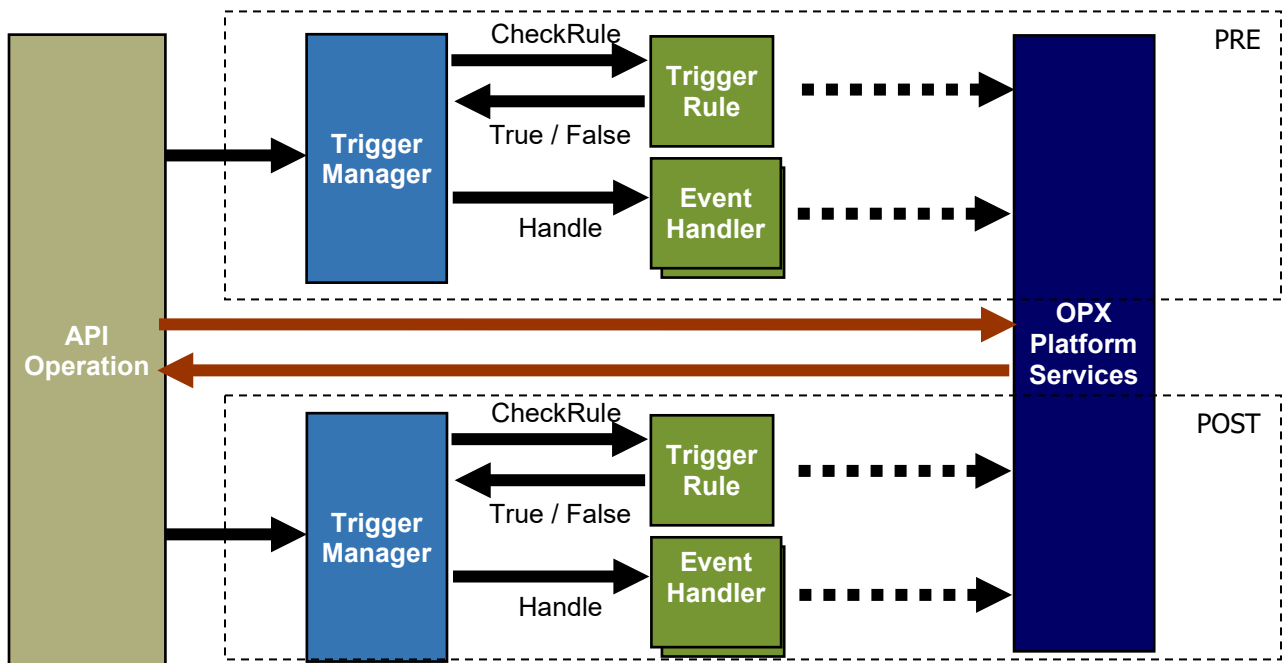 PRE
CheckRule
Trigger
Rule
True / False
Trigger
Manager
Event
Handler
Handle
API
Operation
OPX
Platform
Services
POST
CheckRule
Trigger
Rule
True / False
Trigger
Manager
Event
Handler
Handle